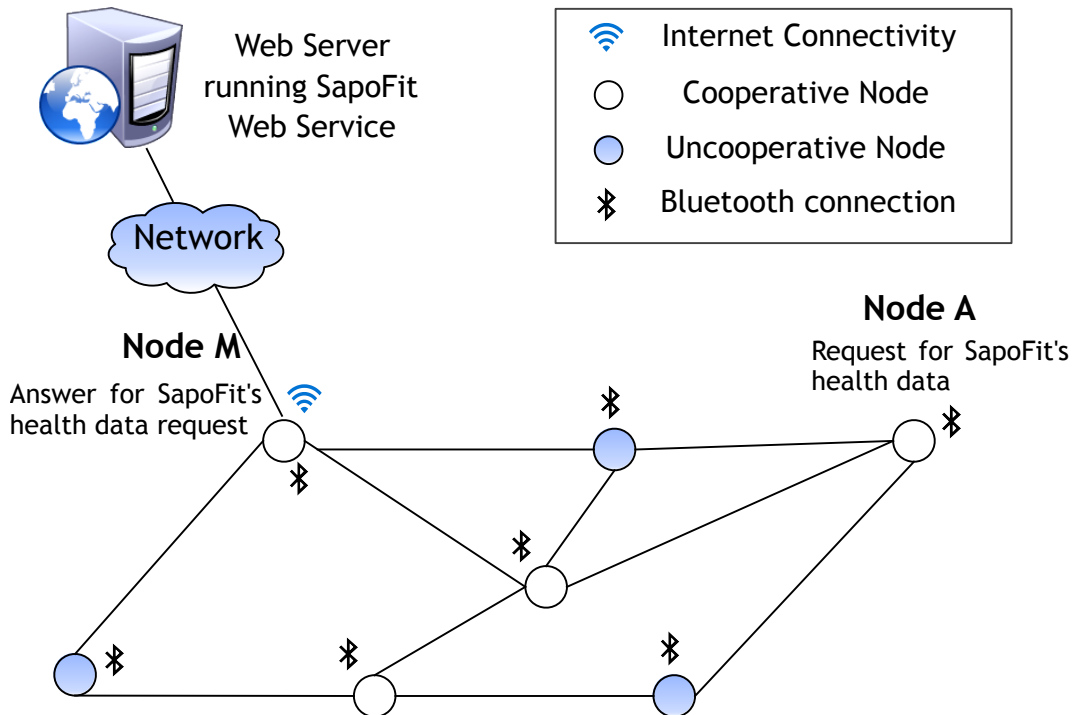 Web Server
running SapoFit
Web Service
Internet Connectivity
Cooperative Node
Uncooperative Node
Bluetooth connection
Network
Node M
Answer for SapoFit's
health data request
Node A
Request for SapoFit's
health data